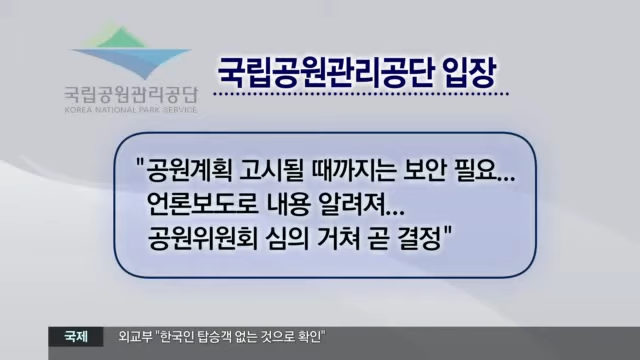 국립공원관리공단
KOREA NATIONAL PARK SERVICE
국립공원관리공단 입장
"공원계획 고시될 때까지는 보안 필요...
언론보도로 내용 알려져...
공원위원회 심의 거쳐 곧 결정"
국제 외교부 "한국인 탑승객 없는 것으로 확인"